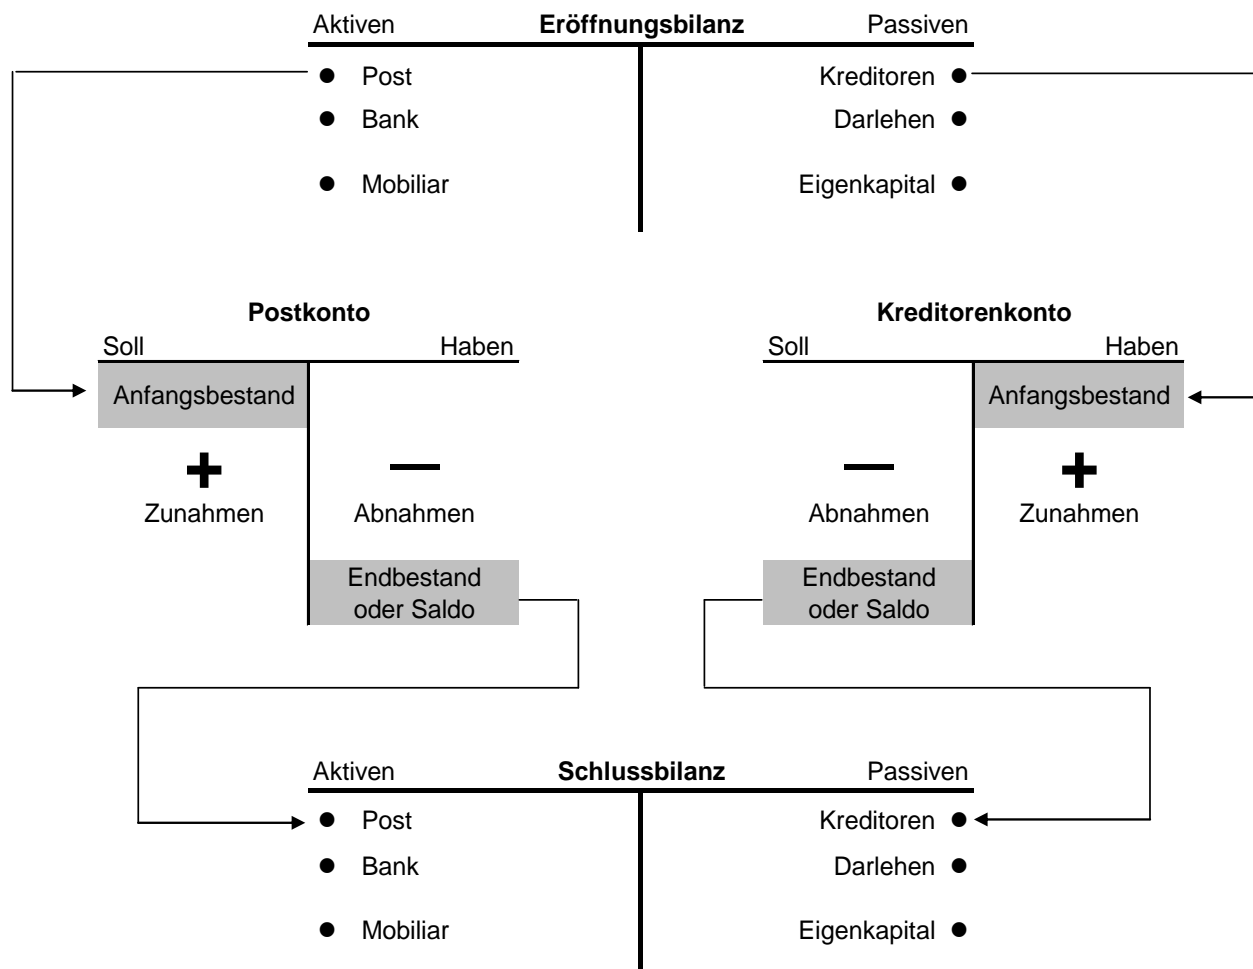 Aktiven Eröffnungsbilanz Passiven
Post Kreditoren
Bank Darlehen
Mobiliar Eigenkapital
Postkonto Kreditorenkonto
Soll Haben Soll Haben
Anfangsbestand Anfangsbestand
+ — — +
Zunahmen Abnahmen Abnahmen Zunahmen
Endbestand Endbestand
oder Saldo oder Saldo
Aktiven Schlussbilanz Passiven
Post Kreditoren
Bank Darlehen
Mobiliar Eigenkapital